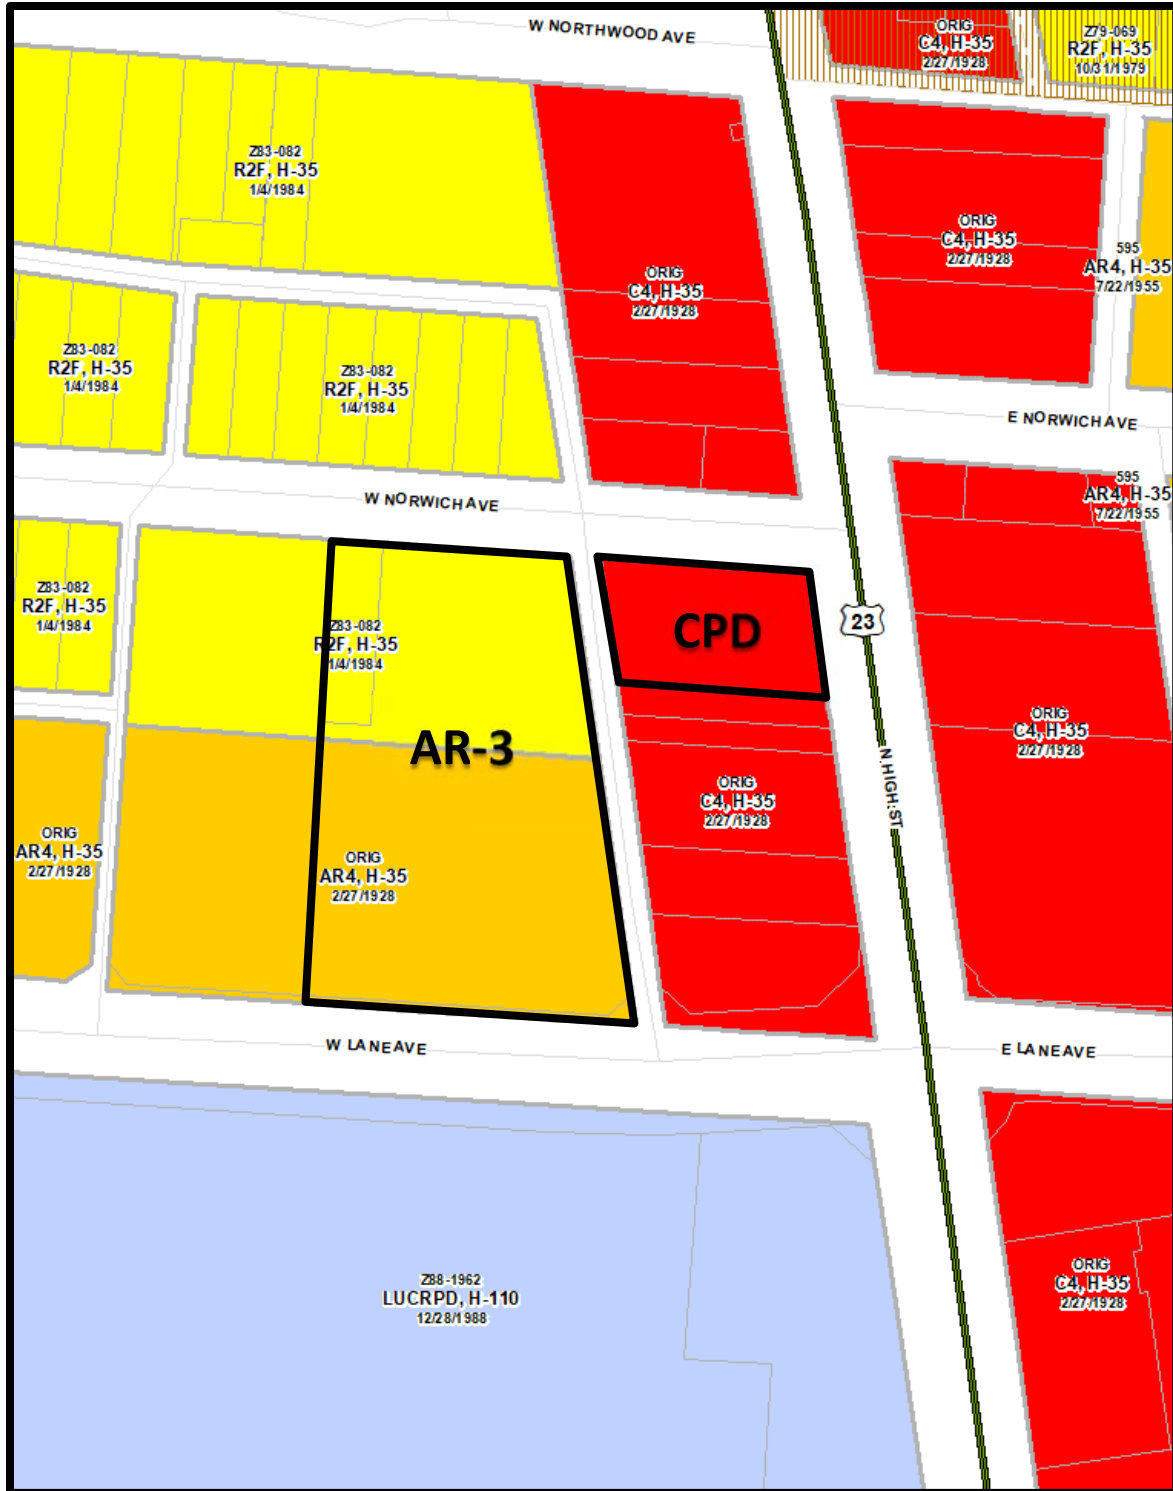 W NORTHWOOD AVE
ORIG
C4, H-35
2/27/1928
Z79-069
R2F, H-35
10/31/1979
Z83-082
R2F, H-35
1/4/1984
ORIG
C4, H-35
2/27/1928
ORIG
C4, H-35
2/27/1928
595
AR4, H-35
7/22/1955
Z83-082
R2F, H-35
1/4/1984
Z83-082
R2F, H-35
1/4/1984
E NORWICH AVE
W NORWICH AVE
595
AR4, H-35
7/22/1955
Z83-082
R2F, H-35
1/4/1984
Z83-082
R2F, H-35
1/4/1984
CPD
23
AR-3
ORIG
C4, H-35
2/27/1928
N HIGH ST
ORIG
C4, H-35
2/27/1928
ORIG
AR4, H-35
2/27/1928
ORIG
AR4, H-35
2/27/1928
W LANE AVE
E LANE AVE
Z88-1962
LUCRPD, H-110
12/28/1988
ORIG
C4, H-35
2/27/1928